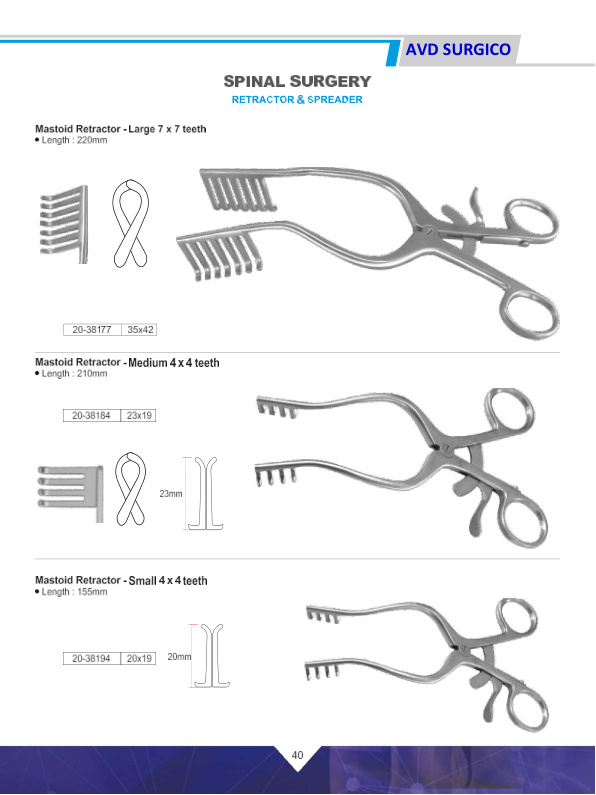 AVD SURGICO
SPINAL SURGERY
RETRACTOR & SPREADER
Mastoid Retractor - Large 7 x 7 teeth
• Length : 220mm
20-38177 35x42
Mastoid Retractor - Medium 4 x 4 teeth
• Length : 210mm
20-38184 23x19
23mm
Mastoid Retractor - Small 4 x 4 teeth
• Length : 155mm
20-38194 20x19
20mm
40